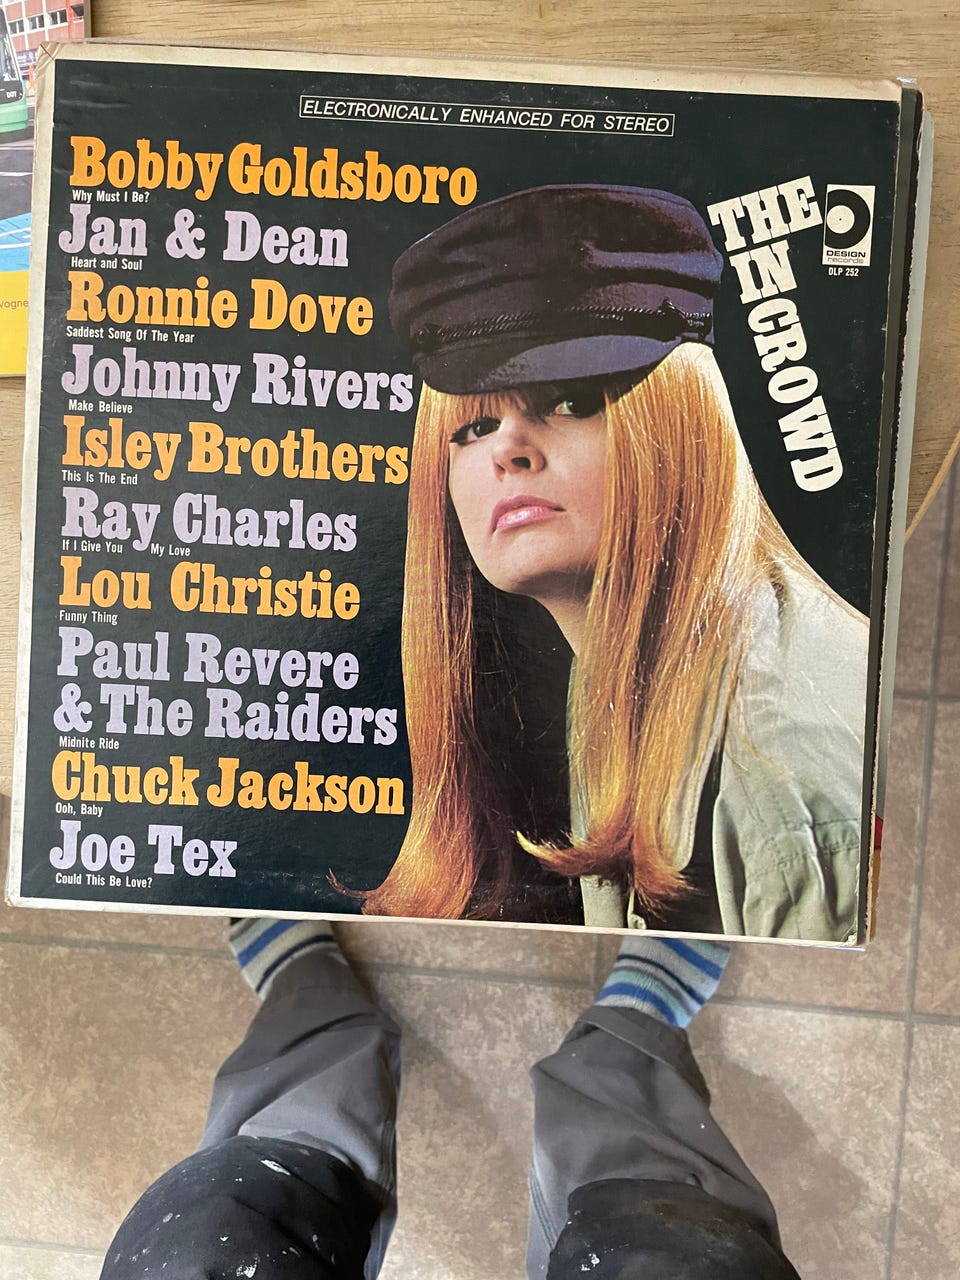 ELECTRONICALLY ENHANCED FOR STEREO
Bobby Goldsboro
Why Must I Be?
Jan & Dean
Heart and Soul
Ronnie Dove
Saddest Song Of The Year
Johnny Rivers
Make Believe
Isley Brothers
This Is The End
Ray Charles
If I Give You My Love
Lou Christie
Funny Thing
Paul Revere
& The Raiders
Midnite Ride
Chuck Jackson
Ooh, Baby
Joe Tex
Could This Be Love?
THE
IN CROWD
DESIGN
records
DLP 252
vogne